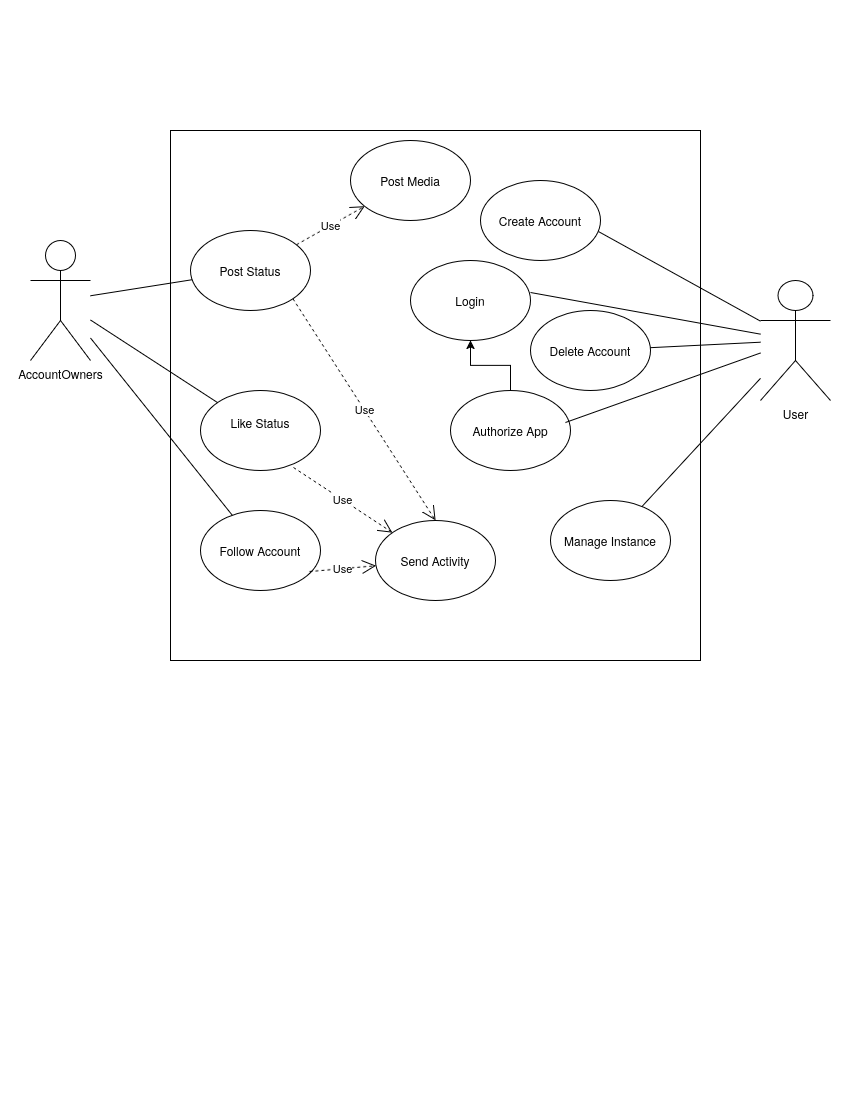 Post Media
Create Account
Use
Post Status
Login
Delete Account
AccountOwners
Use
User
Like Status
Authorize App
Use
Follow Account
Use
Send Activity
Manage Instance